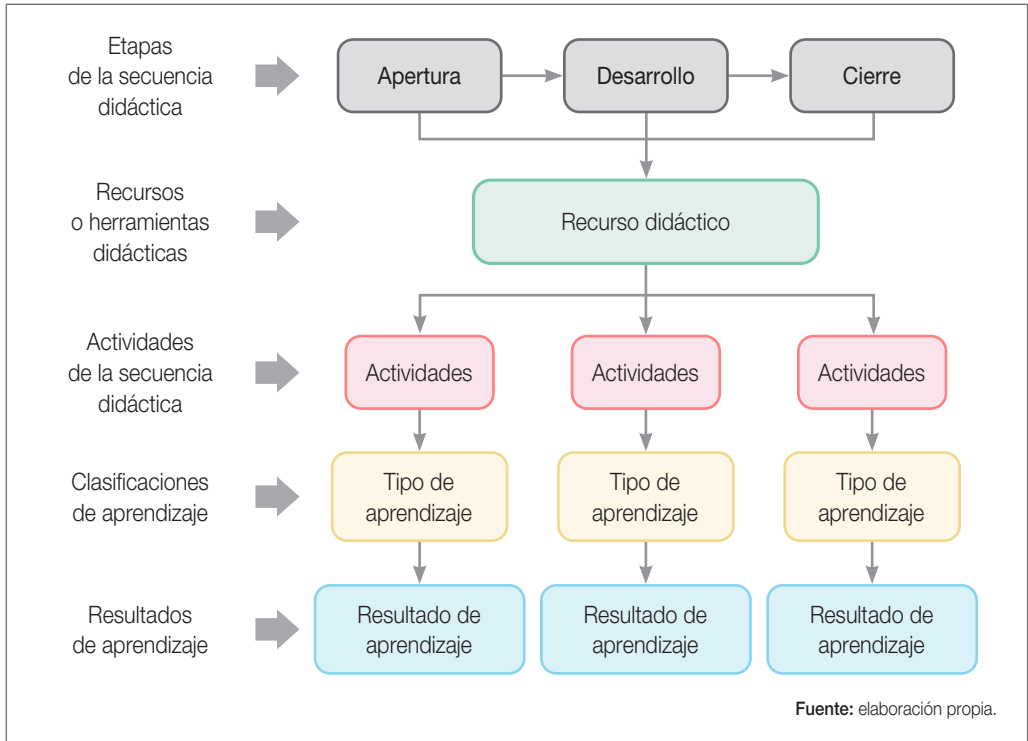 Etapas
de la secuencia
didáctica
Apertura
Desarrollo
Cierre
Recursos
o herramientas
didácticas
Recurso didáctico
Actividades
de la secuencia
didáctica
Actividades
Actividades
Actividades
Clasificaciones
de aprendizaje
Tipo de
aprendizaje
Tipo de
aprendizaje
Tipo de
aprendizaje
Resultados
de aprendizaje
Resultado de
aprendizaje
Resultado de
aprendizaje
Resultado de
aprendizaje
Fuente: elaboración propia.